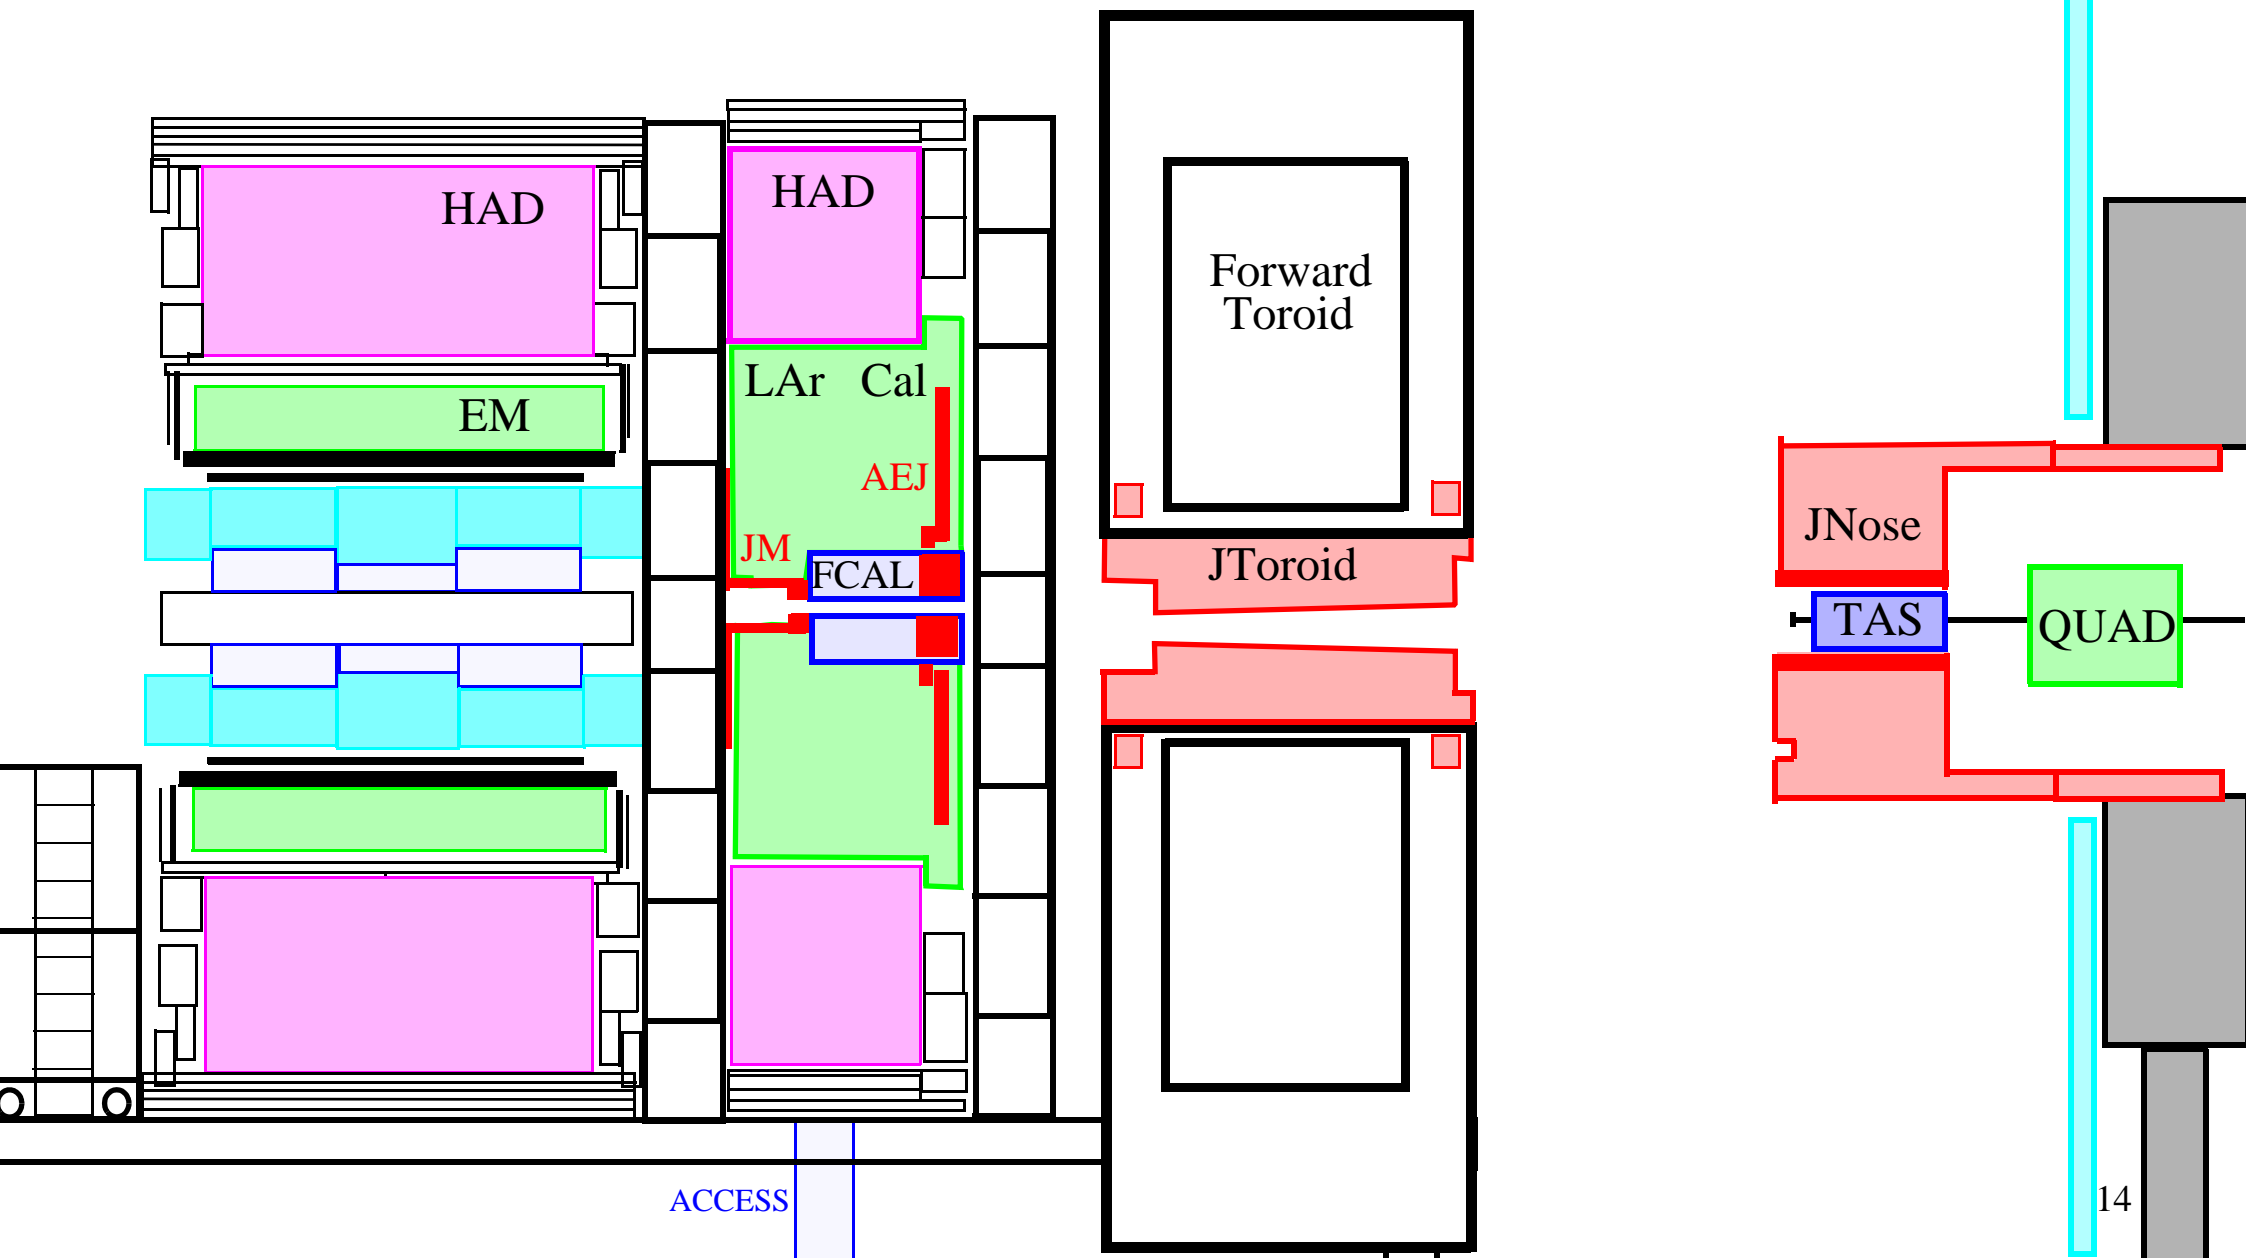 HAD
HAD
Forward
Toroid
LAr Cal
EM
AEJ
JM
FCAL
JToroid
JNose
TAS
QUAD
ACCESS
14